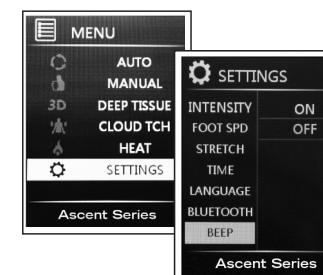 MENU
AUTO
MANUAL
3D DEEP TISSUE
CLOUD TCH
HEAT
SETTINGS
Ascent Series
SETTINGS
INTENSITY ON
FOOT SPD OFF
STRETCH
TIME
LANGUAGE
BLUETOOTH
BEEP
Ascent Series